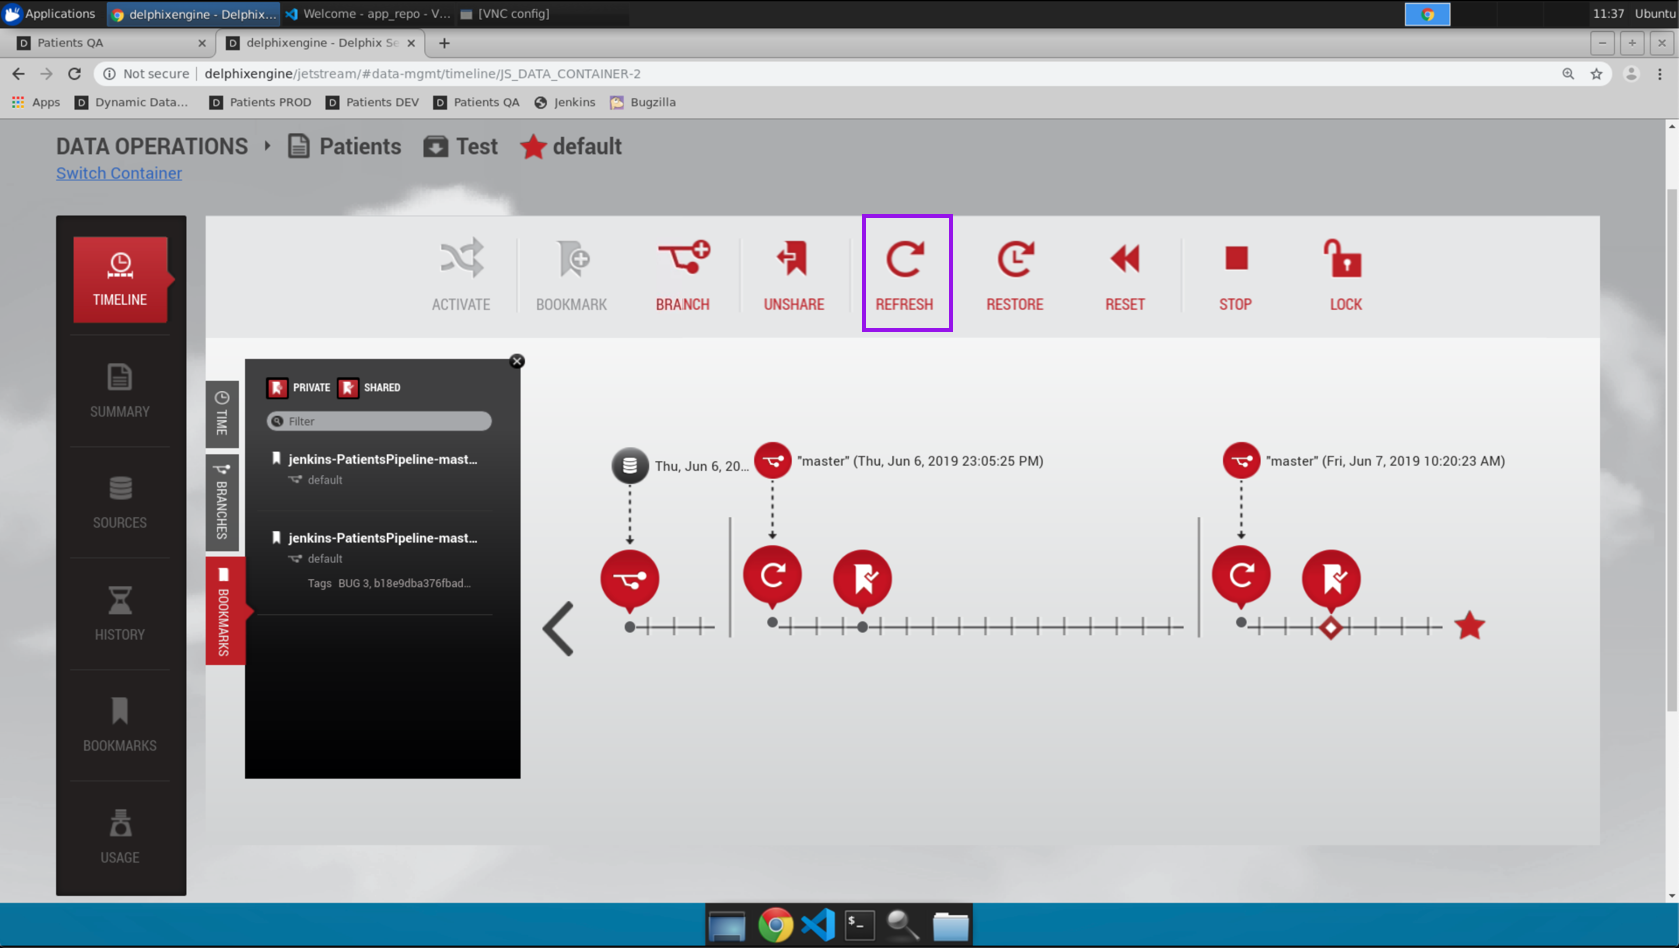 Applications
delphixengine - Delphix...
Welcome - app_repo - V...
[VNC config]
11:37 Ubuntu
D Patients QA
D delphixengine - Delphix Se
Not secure | delphixengine/jetstream/#data-mgmt/timeline/JS_DATA_CONTAINER-2
Apps
D Dynamic Data...
D Patients PROD
D Patients DEV
D Patients QA
Jenkins
Bugzilla
DATA OPERATIONS Patients Test default
Switch Container
TIMELINE
SUMMARY
SOURCES
HISTORY
BOOKMARKS
USAGE
ACTIVATE
BOOKMARK
BRANCH
UNSHARE
REFRESH
RESTORE
RESET
STOP
LOCK
TIME
BRANCHES
BOOKMARKS
PRIVATE SHARED
Filter
jenkins-PatientsPipeline-mast...
default
jenkins-PatientsPipeline-mast...
default
Tags BUG 3, b18e9dba376fbad...
Thu, Jun 6, 20...
"master" (Thu, Jun 6, 2019 23:05:25 PM)
"master" (Fri, Jun 7, 2019 10:20:23 AM)
$_